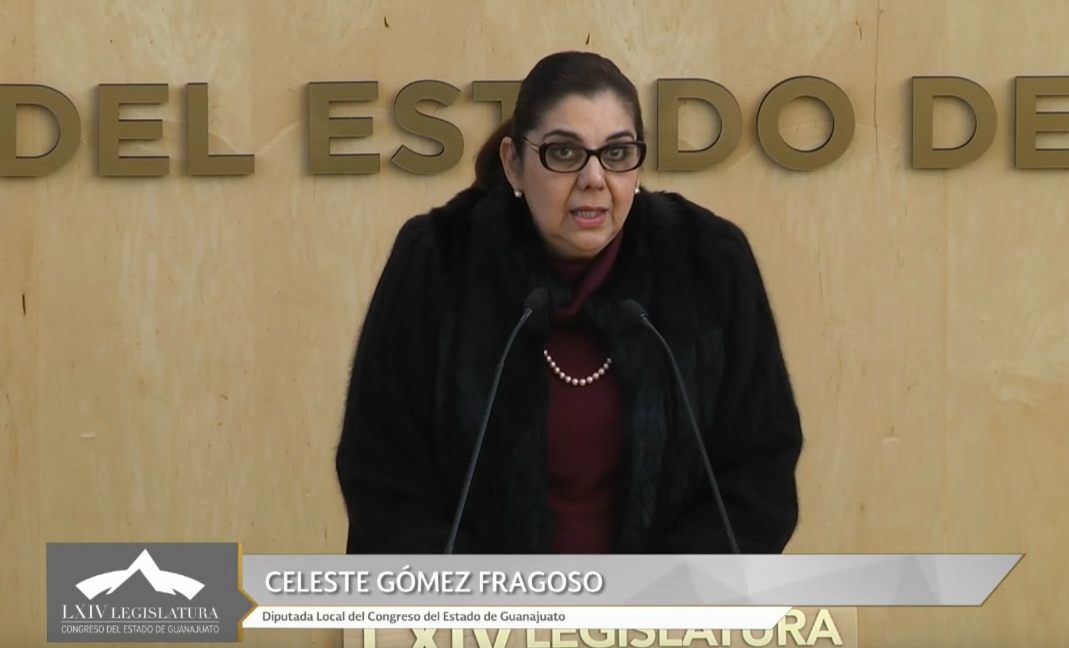 DEL ESTADO DE
LXIV LEGISLATURA
CONGRESO DEL ESTADO DE GUANAJUATO
CELESTE GÓMEZ FRAGOSO
Diputada Local del Congreso del Estado de Guanajuato
LXIV LEGISLATURA